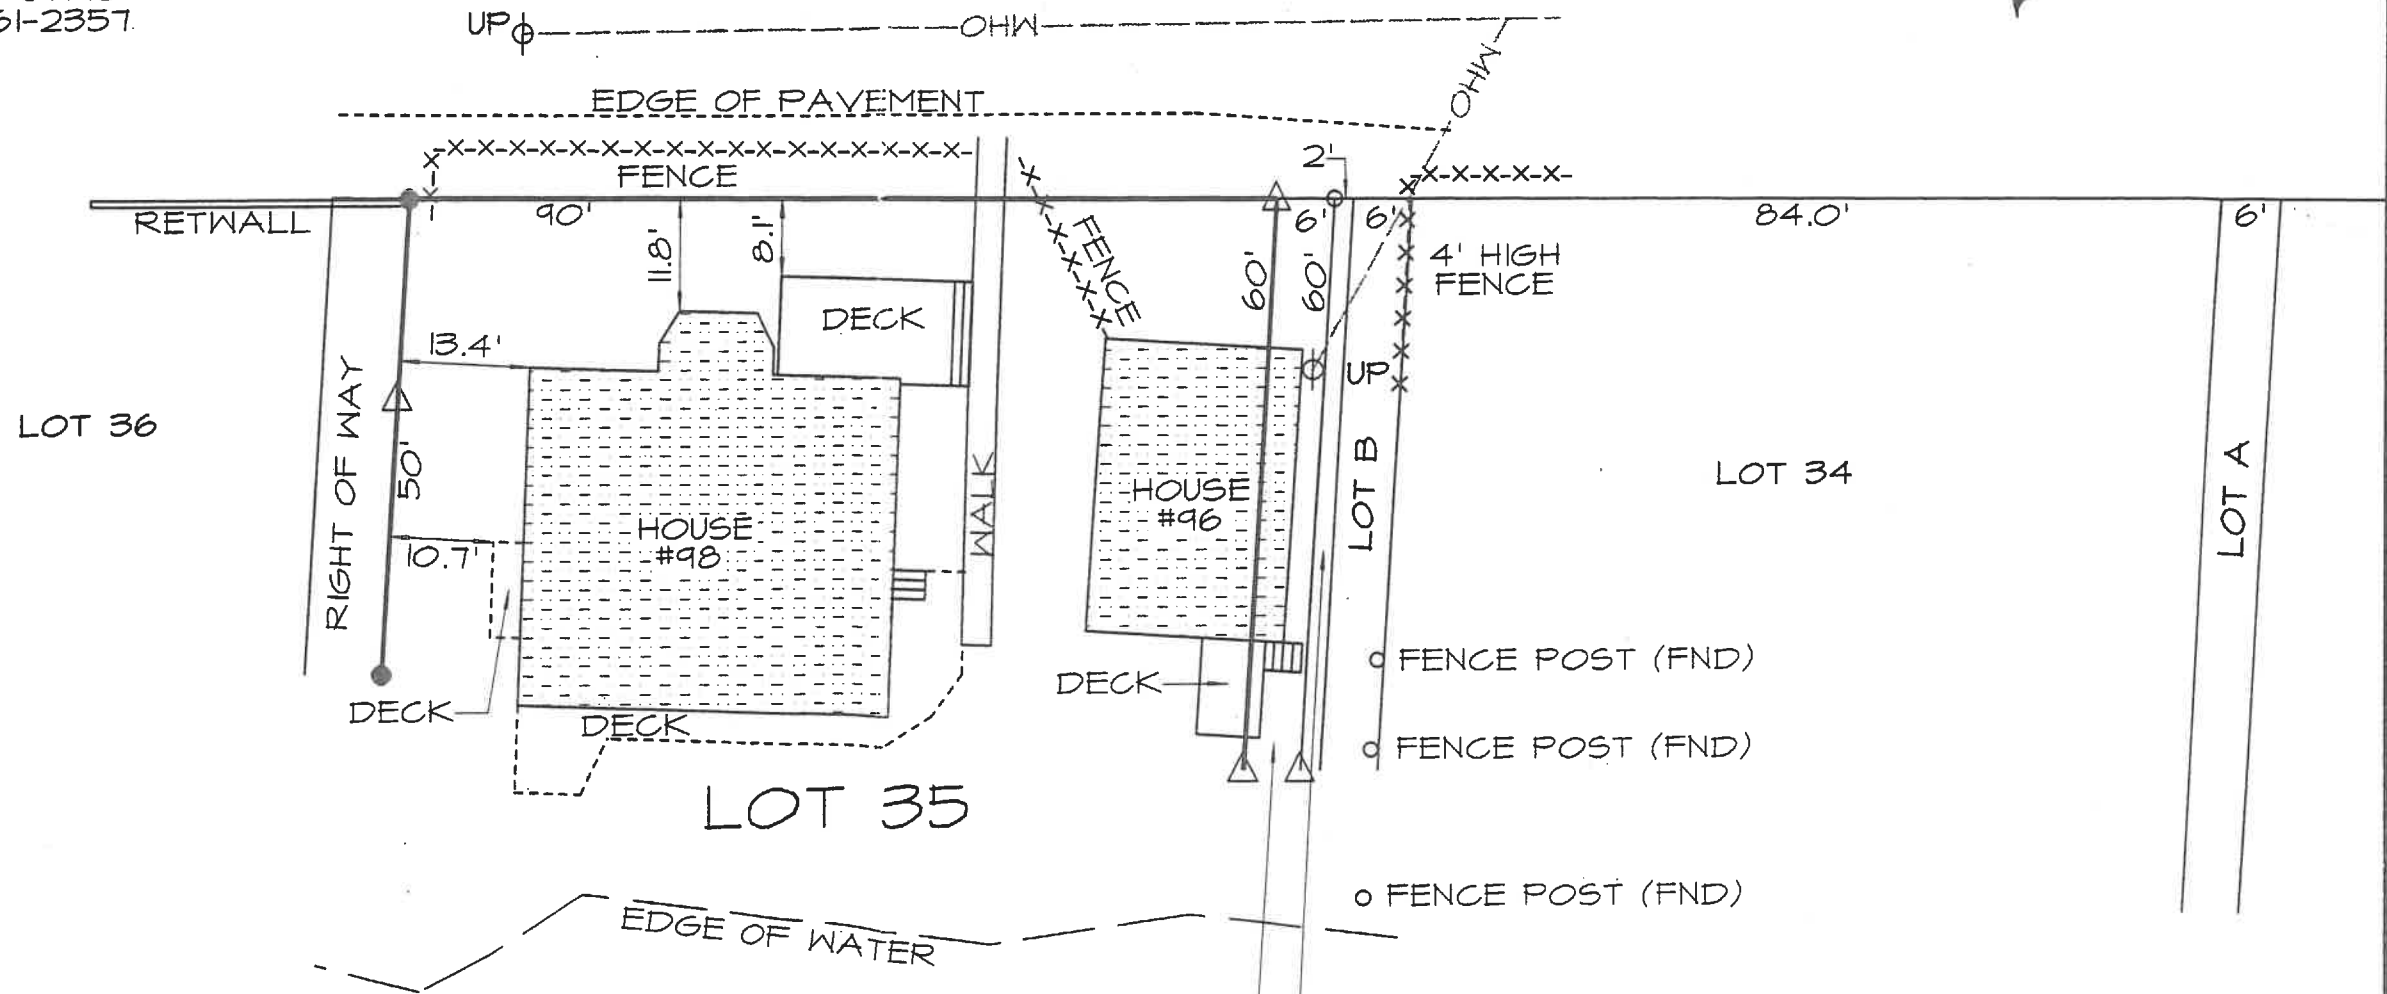 61-2357
UP
OHW
OHW
EDGE OF PAVEMENT
FENCE
2'
RETWALL
90'
6'
6'
84.0'
6'
11.8'
8.1'
FENCE
60'
60'
4' HIGH
FENCE
DECK
13.4'
UP
RIGHT OF WAY
LOT 36
50'
WALK
HOUSE
#96
LOT B
LOT 34
LOT A
HOUSE
#98
10.7'
FENCE POST (FND)
DECK
DECK
DECK
FENCE POST (FND)
LOT 35
FENCE POST (FND)
EDGE OF WATER